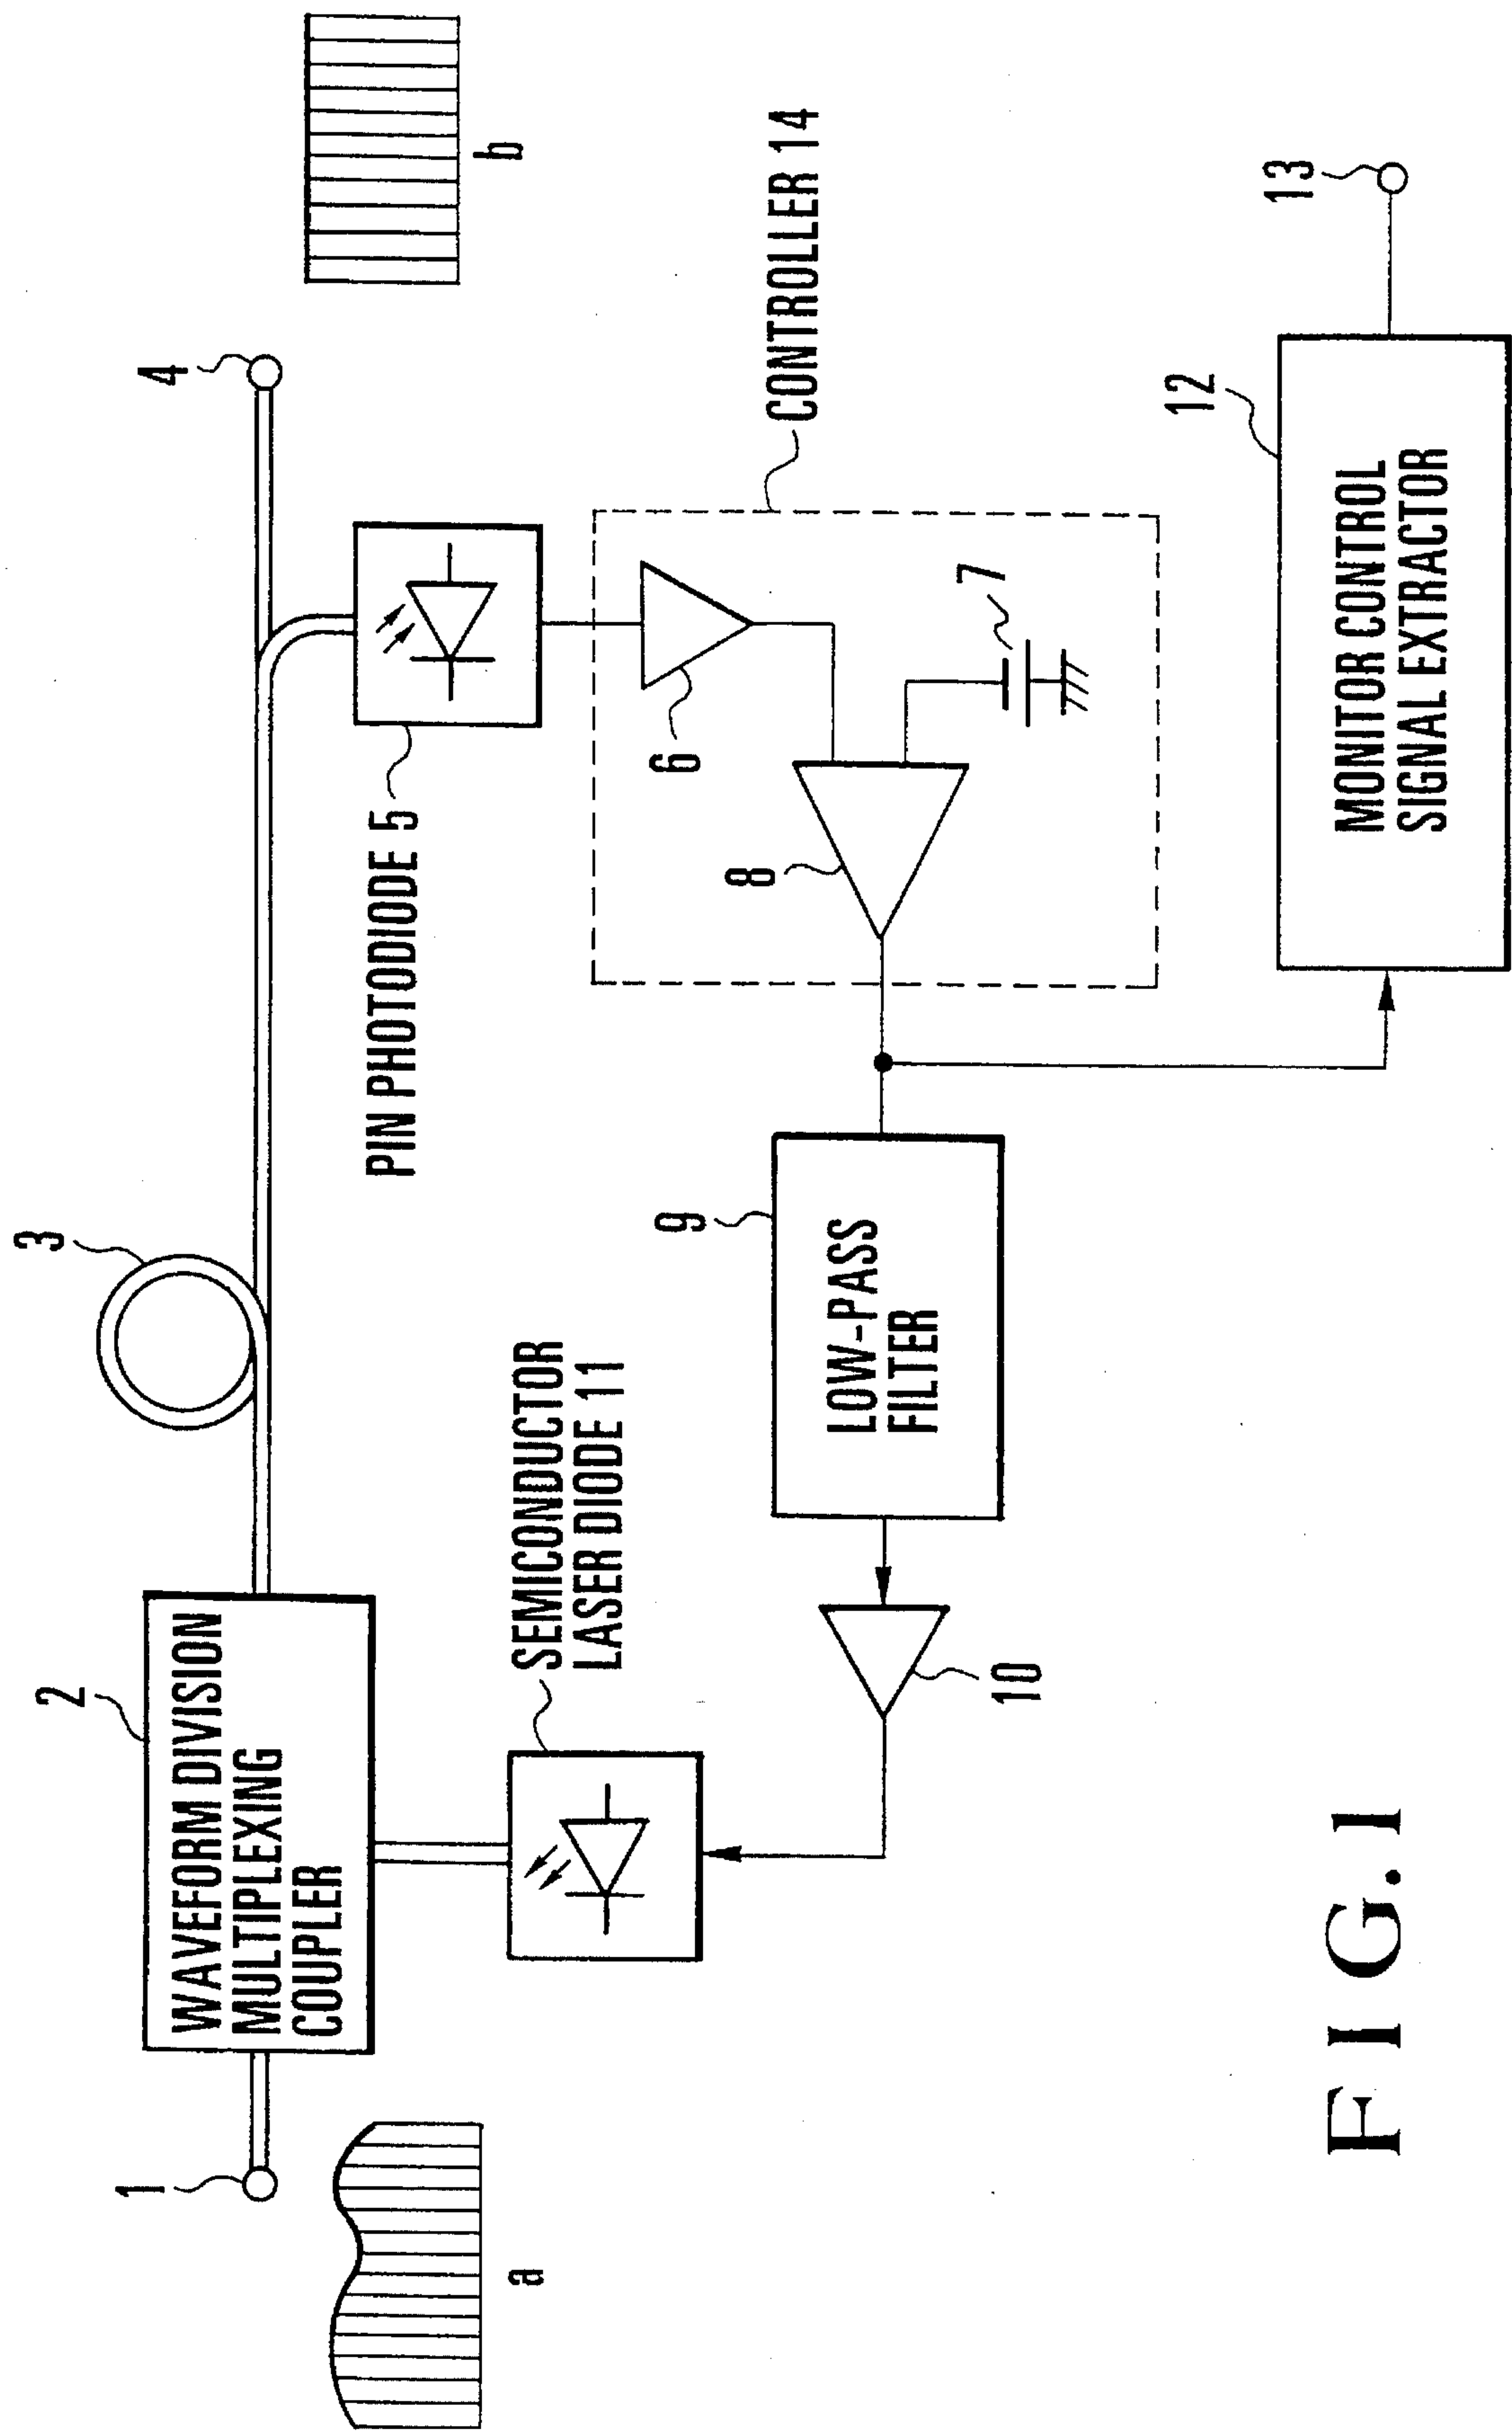 1
2
WAVEFORM DIVISION
MULTIPLEXING
COUPLER
3
4
a
b
PIN PHOTODIODE 5
SEMICONDUCTOR
LASER DIODE 11
6
7
8
CONTROLLER 14
9
LOW-PASS
FILTER
10
12
MONITOR CONTROL
SIGNAL EXTRACTOR
13
FIG. 1